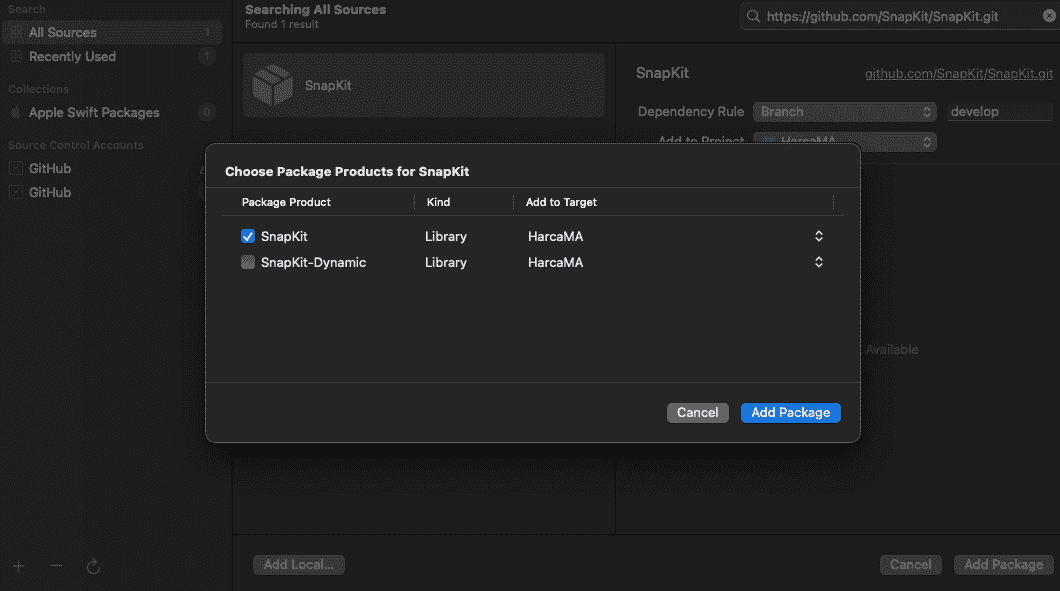 Search
All Sources 1
Recently Used 1
Collections
Apple Swift Packages 0
Source Control Accounts
GitHub
GitHub
Searching All Sources
Found 1 result
https://github.com/SnapKit/SnapKit.git
SnapKit
SnapKit
github.com/SnapKit/SnapKit.git
Dependency Rule Branch develop
Add to Project HarcaMA
Choose Package Products for SnapKit
Package Product Kind Add to Target
SnapKit Library HarcaMA
SnapKit-Dynamic Library HarcaMA
Available
Cancel Add Package
Add Local...
Cancel Add Package